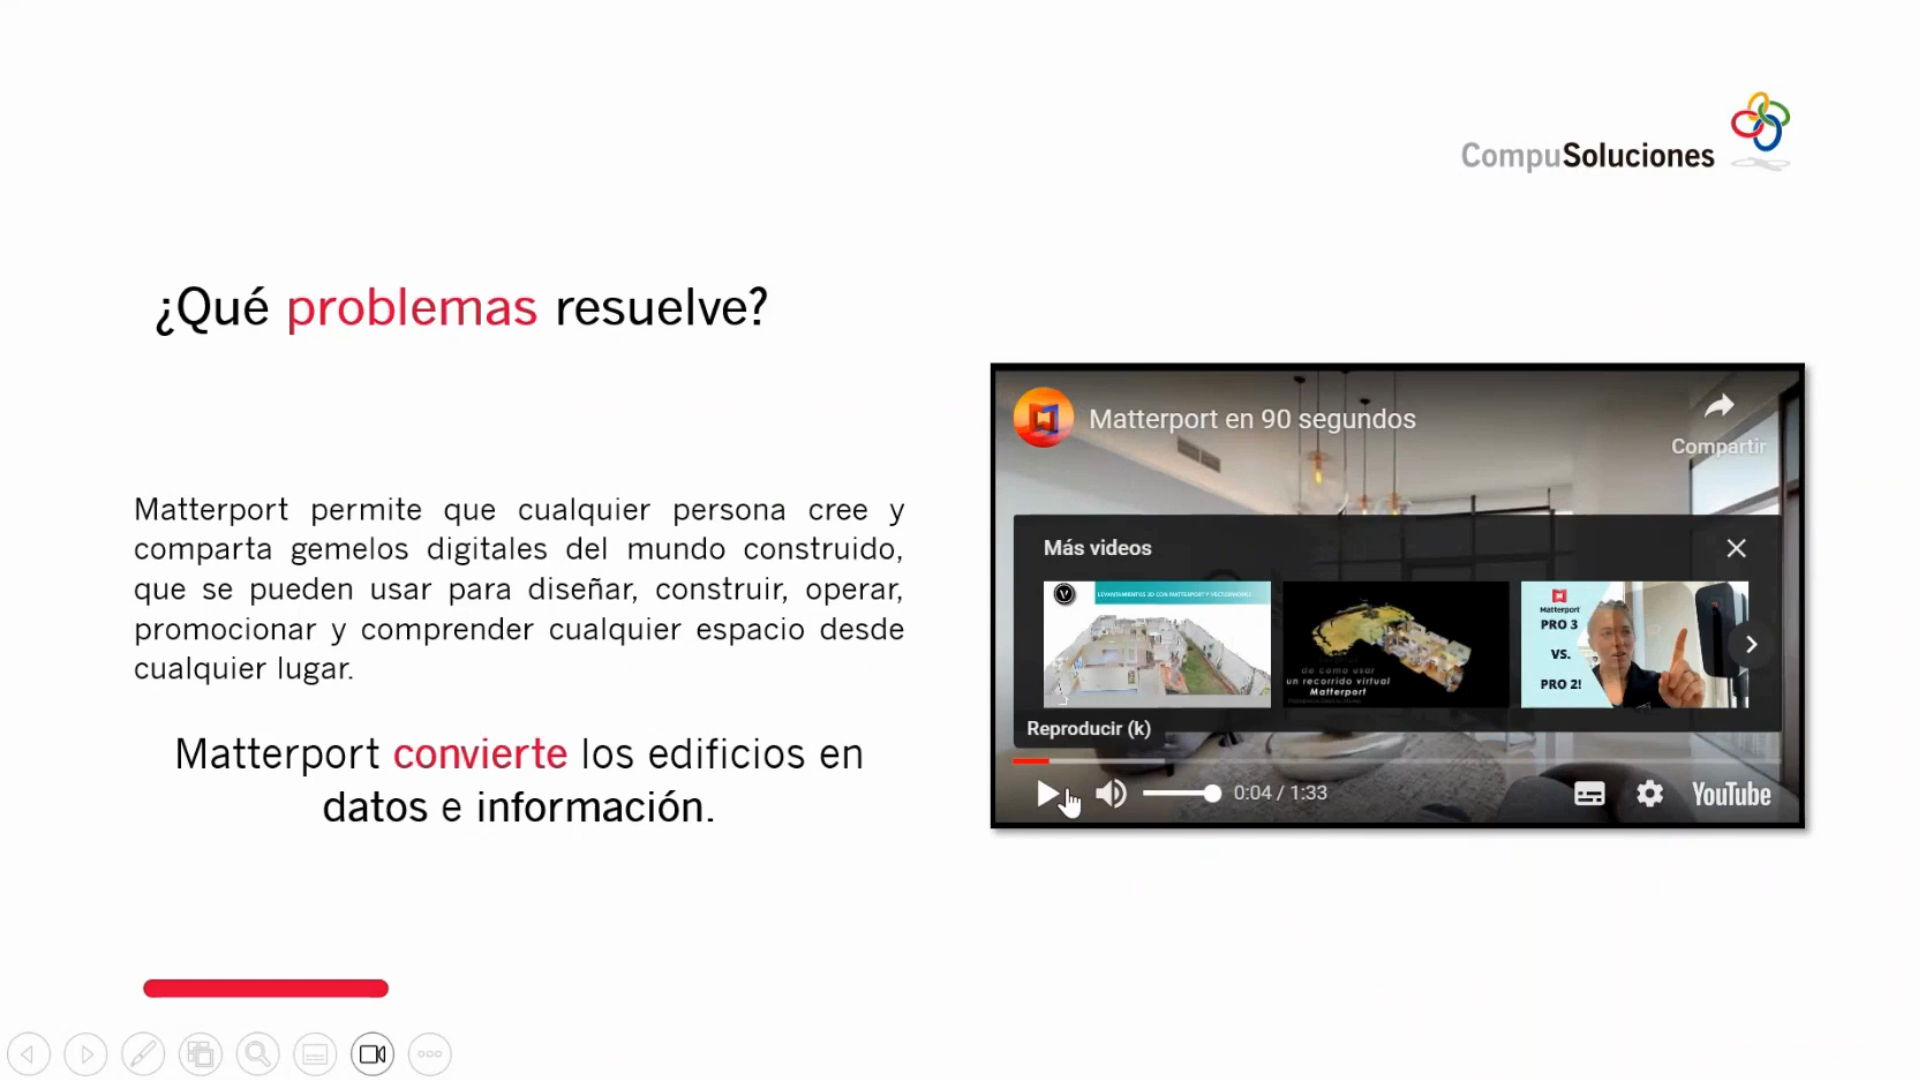 CompuSoluciones
¿Qué problemas resuelve?
Matterport permite que cualquier persona cree y
comparta gemelos digitales del mundo construido,
que se pueden usar para diseñar, construir, operar,
promocionar y comprender cualquier espacio desde
cualquier lugar.
Matterport convierte los edificios en
datos e información.
Matterport en 90 segundos
Compartir
Más videos
LEVANTAMIENTOS 3D CON MATTERPORT Y VECTORWORKS
de como usar
un recorrido virtual
Matterport
Matterport
PRO 3
VS.
PRO 2!
Reproducir (k)
0:04 / 1:33
YouTube